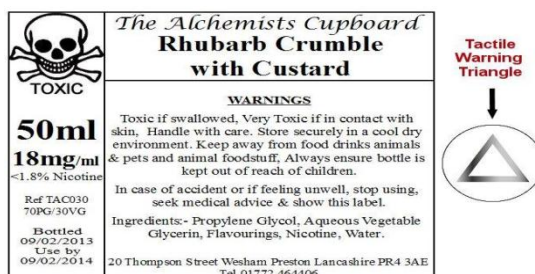 TOXIC
50ml
18mg/ml
<1.8% Nicotine
Ref TAC030
70PG/30VG
Bottled
09/02/2013
Use by
09/02/2014
The Alchemists Cupboard
Rhubarb Crumble
with Custard
WARNINGS
Toxic if swallowed, Very Toxic if in contact with
skin, Handle with care. Store securely in a cool dry
environment. Keep away from food drinks animals
& pets and animal foodstuff, Always ensure bottle is
kept out of reach of children.
In case of accident or if feeling unwell, stop using,
seek medical advice & show this label.
Ingredients:- Propylene Glycol, Aqueous Vegetable
Glycerin, Flavourings, Nicotine, Water.
20 Thompson Street Wesham Preston Lancashire PR4 3AE
Tel 01772 464406
Tactile
Warning
Triangle